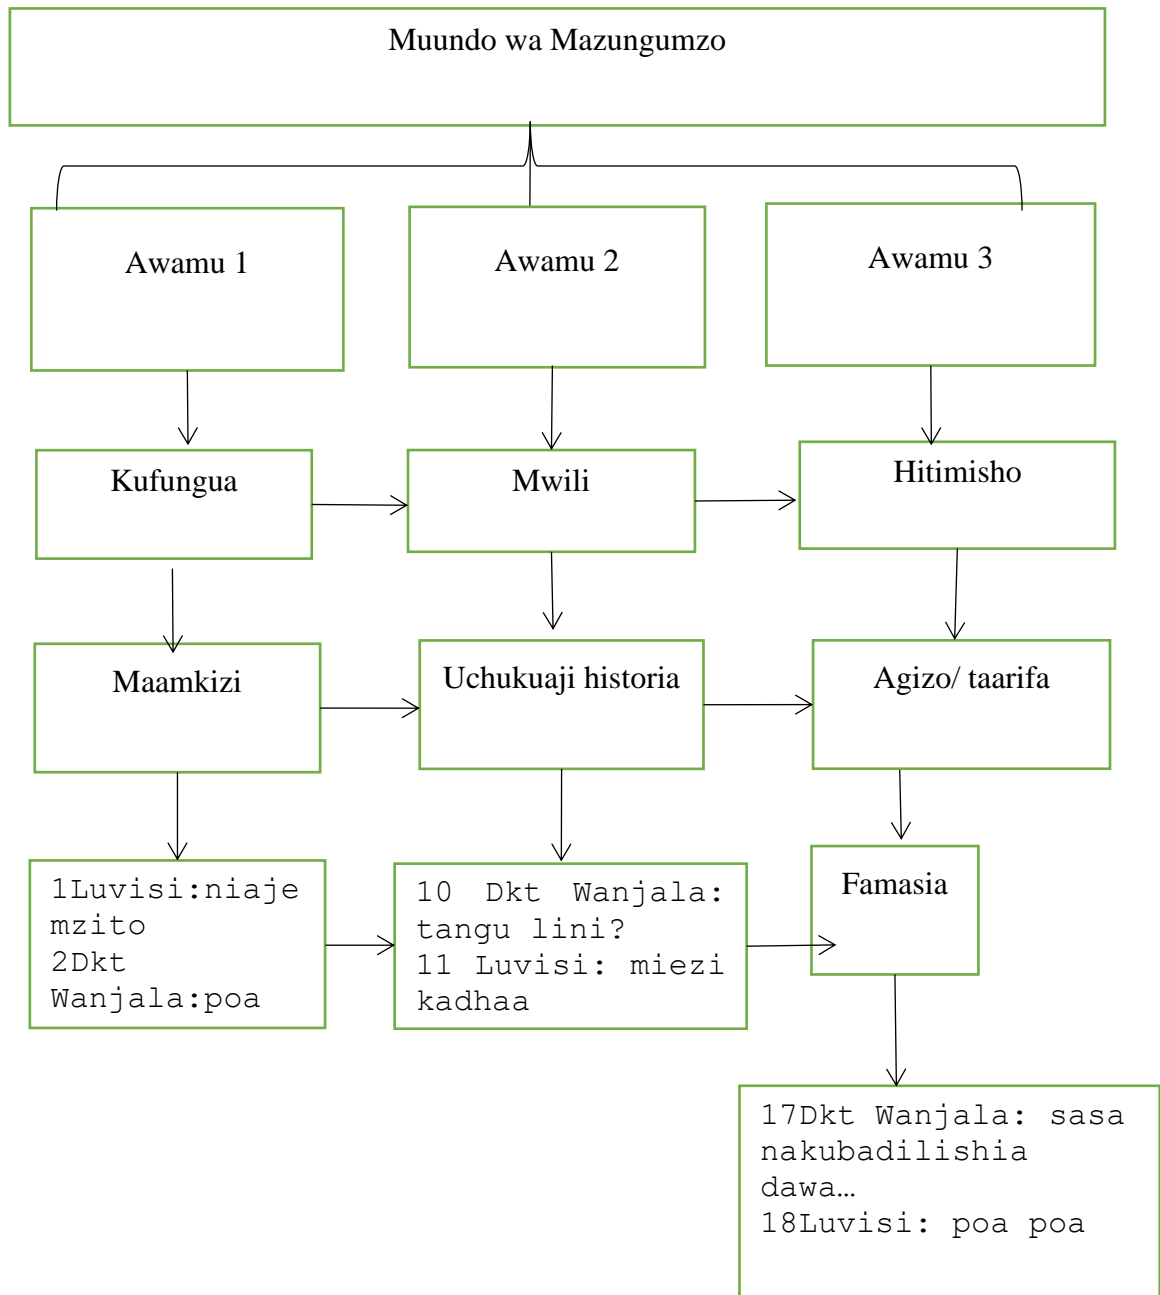 Muundo wa Mazungumzo
Awamu 1
Awamu 2
Awamu 3
Kufungua
Mwili
Hitimisho
Maamkizi
Uchukuaji historia
Agizo/ taarifa
1Luvisi:niaje
mzito
2Dkt
Wanjala:poa
10 Dkt Wanjala:
tangu lini?
11 Luvisi: miezi
kadhaa
Famasia
17Dkt Wanjala: sasa
nakubadilishia
dawa…
18Luvisi: poa poa